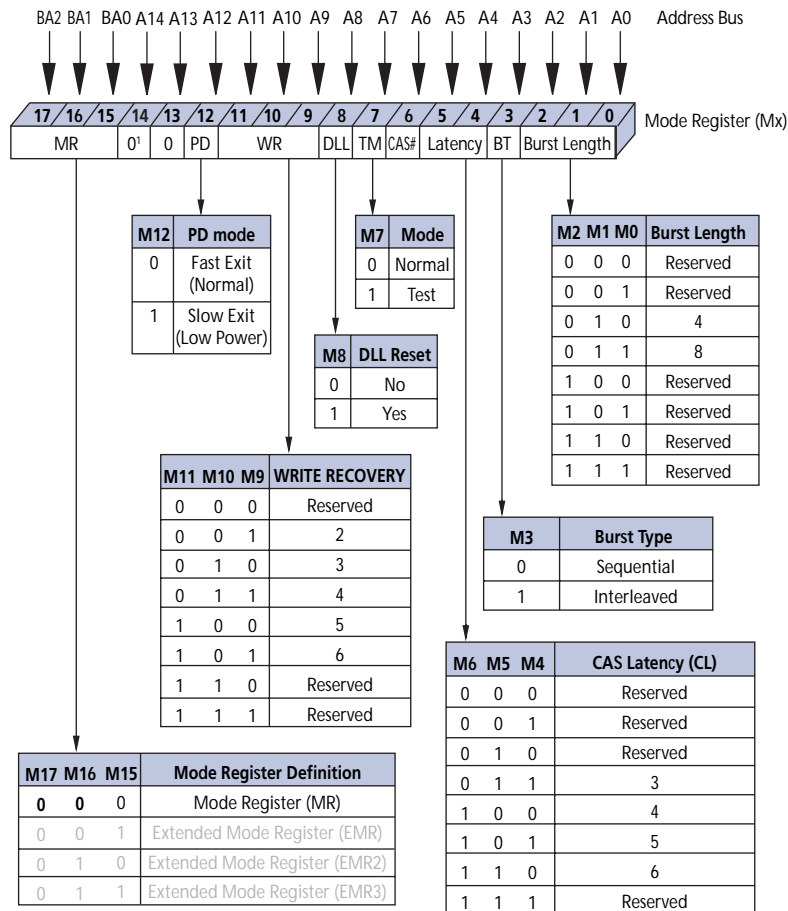 BA2 BA1 BA0 A14 A13 A12 A11 A10 A9 A8 A7 A6 A5 A4 A3 A2 A1 A0 Address Bus
17 16 15 14 13 12 11 10 9 8 7 6 5 4 3 2 1 0 Mode Register (Mx)
MR 0¹ 0 PD WR DLL TM CAS# Latency BT Burst Length
M12 PD mode
0 Fast Exit
(Normal)
1 Slow Exit
(Low Power)
M7 Mode
0 Normal
1 Test
M2 M1 M0 Burst Length
0 0 0 Reserved
0 0 1 Reserved
0 1 0 4
0 1 1 8
1 0 0 Reserved
1 0 1 Reserved
1 1 0 Reserved
1 1 1 Reserved
M8 DLL Reset
0 No
1 Yes
M11 M10 M9 WRITE RECOVERY
0 0 0 Reserved
0 0 1 2
0 1 0 3
0 1 1 4
1 0 0 5
1 0 1 6
1 1 0 Reserved
1 1 1 Reserved
M3 Burst Type
0 Sequential
1 Interleaved
M6 M5 M4 CAS Latency (CL)
0 0 0 Reserved
0 0 1 Reserved
0 1 0 Reserved
0 1 1 3
1 0 0 4
1 0 1 5
1 1 0 6
1 1 1 Reserved
M17 M16 M15 Mode Register Definition
0 0 0 Mode Register (MR)
0 0 1 Extended Mode Register (EMR)
0 1 0 Extended Mode Register (EMR2)
0 1 1 Extended Mode Register (EMR3)